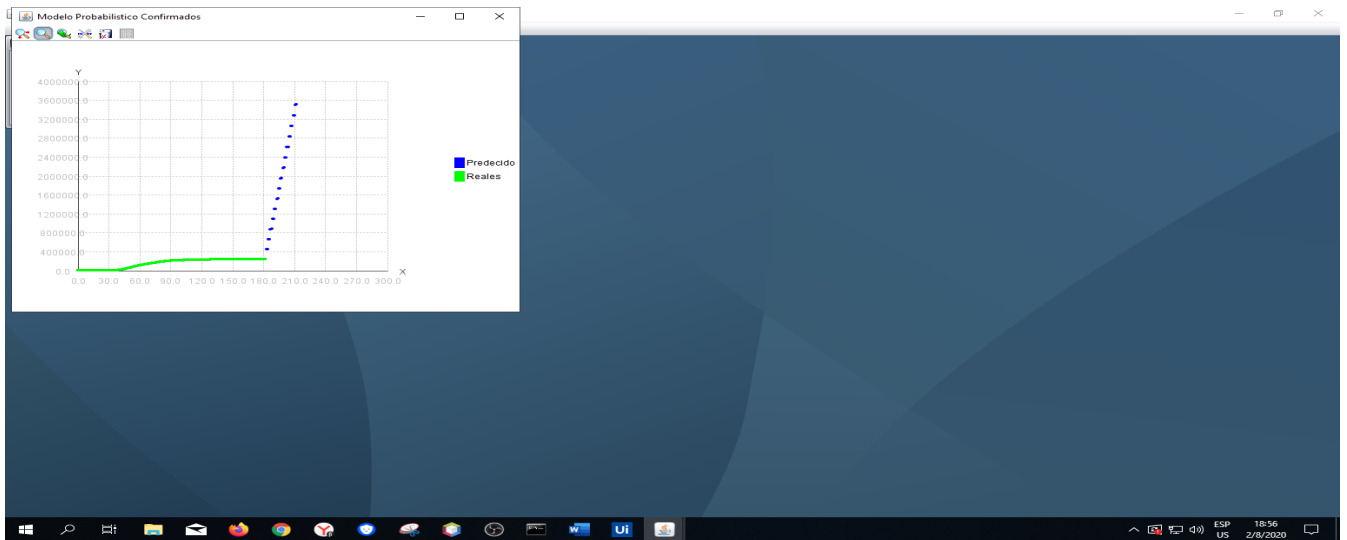 Modelo Probabilistico Confirmados
Y
4000000.0
3600000.0
3200000.0
2800000.0
2400000.0
2000000.0
1600000.0
1200000.0
800000.0
400000.0
0.0
X
0.0 30.0 60.0 90.0 120.0 150.0 180.0 210.0 240.0 270.0 300.0
Predecido
Reales
W
Ui
ESP
US
18:56
2/8/2020